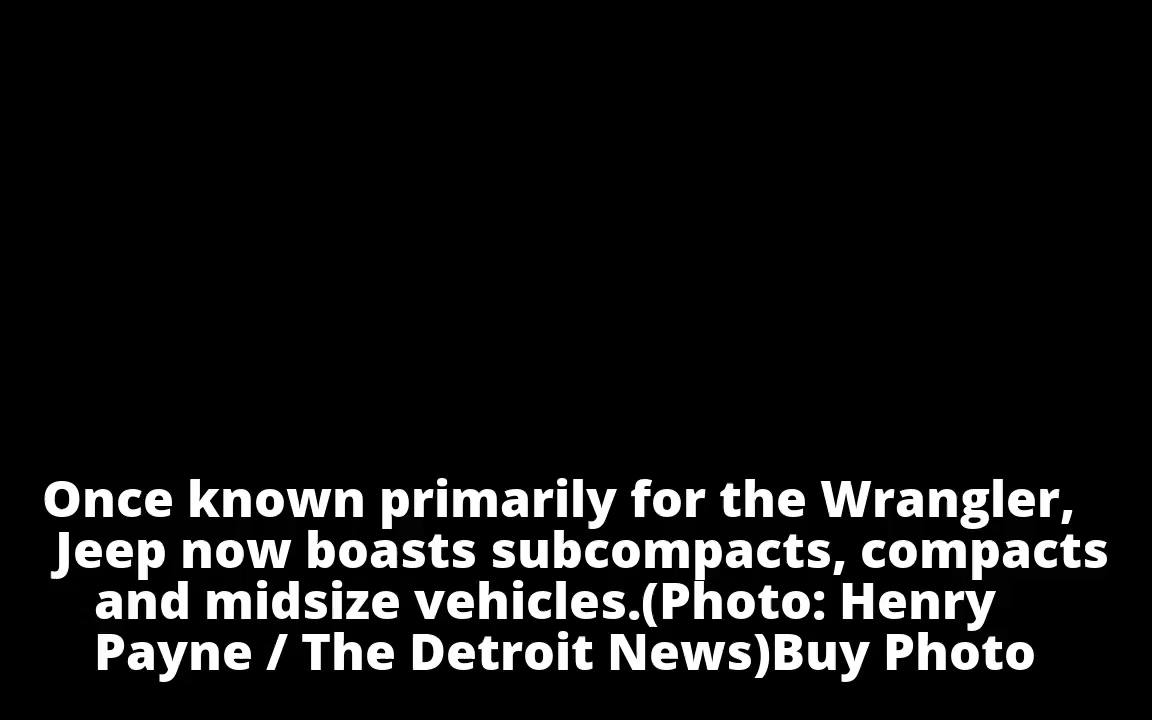 Once known primarily for the Wrangler,
Jeep now boasts subcompacts, compacts
and midsize vehicles.(Photo: Henry
Payne / The Detroit News)Buy Photo